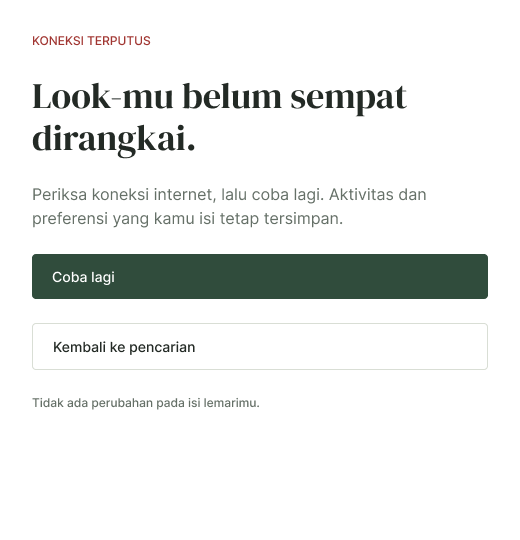 KONEKSI TERPUTUS
Look-mu belum sempat
dirangkai.
Periksa koneksi internet, lalu coba lagi. Aktivitas dan
preferensi yang kamu isi tetap tersimpan.
Coba lagi
Kembali ke pencarian
Tidak ada perubahan pada isi lemarimu.